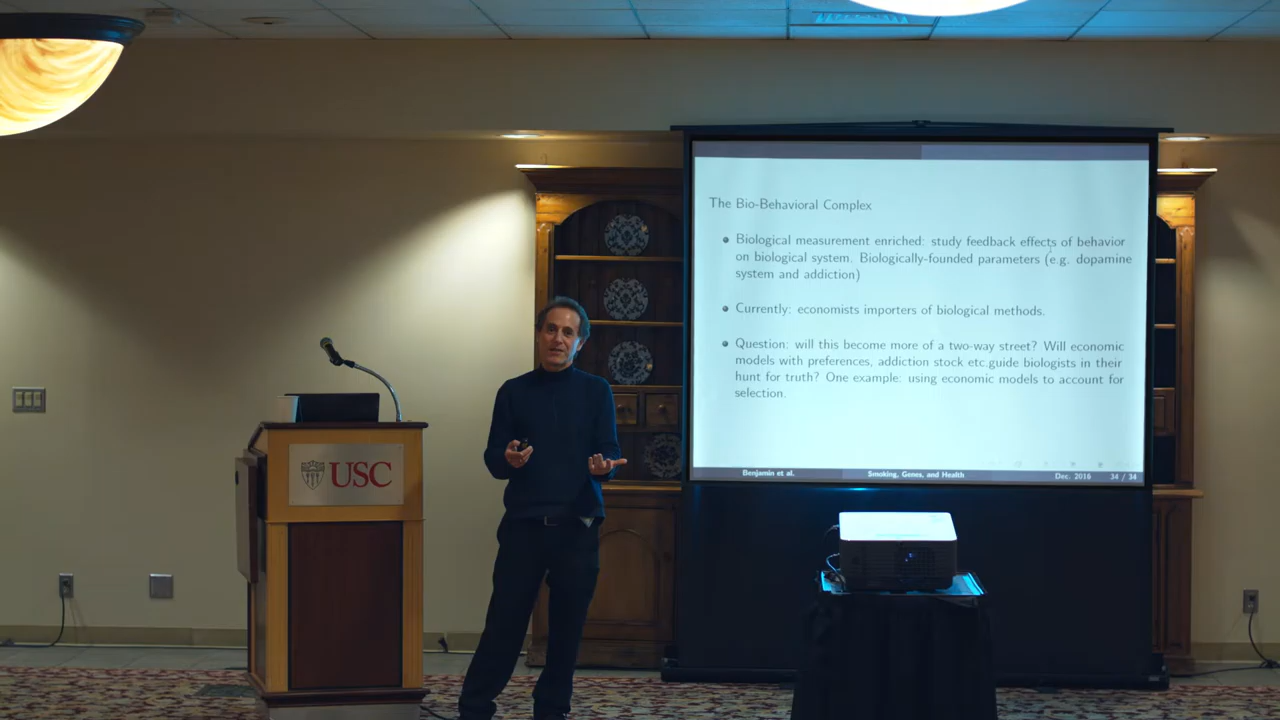 The Bio-Behavioral Complex
Biological measurement enriched: study feedback effects of behavior
on biological system. Biologically-founded parameters (e.g. dopamine
system and addiction)
Currently: economists importers of biological methods.
Question: will this become more of a two-way street? Will economic
models with preferences, addiction stock etc guide biologists in their
hunt for truth? One example: using economic models to account for
selection.
Benjamin et al. Smoking, Genes, and Health Dec. 2016 34 / 34
USC